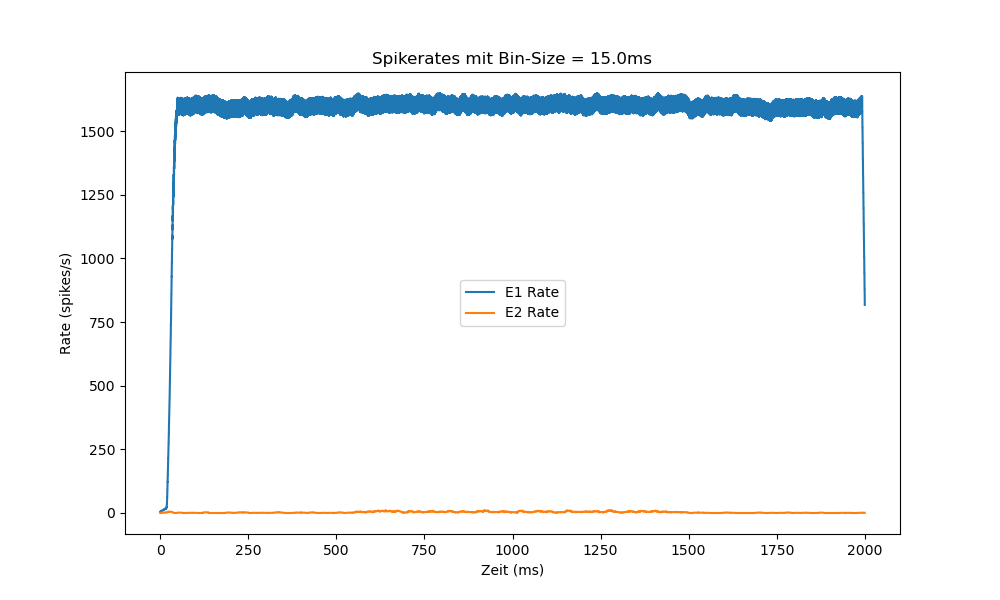 Spikerates mit Bin-Size = 15.0ms
1500
1250
1000
750
500
250
0
Rate (spikes/s)
E1 Rate
E2 Rate
0 250 500 750 1000 1250 1500 1750 2000
Zeit (ms)